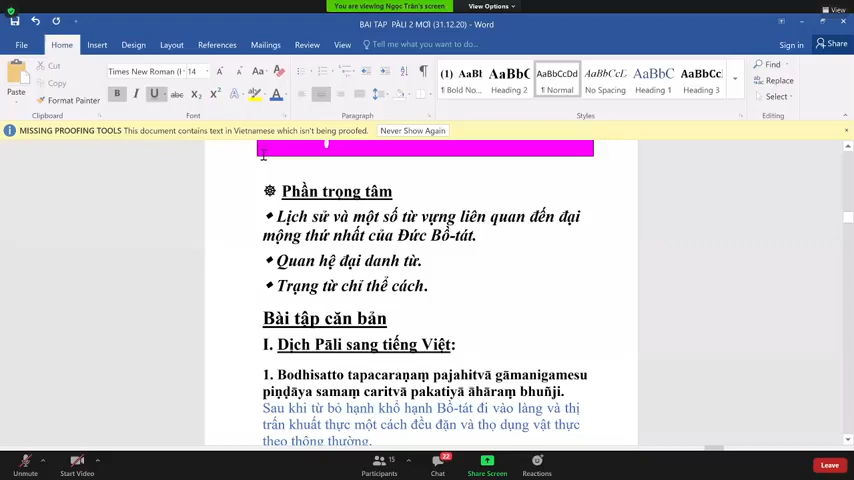 You are viewing Ngọc Trân's screen
View Options
View
BAI TAP PĀLI 2 MƠI (31.12.20) - Word
File Home Insert Design Layout References Mailings Review View Tell me what you want to do... Sign in Share
Paste
Cut
Copy
Format Painter
Clipboard
Times New Roman (H 14
B I U abc X₂ X² A
Font
Paragraph
(1) AaBl AaBbC AaBbCcDd AaBbCcL AaBbC AaBbCc
¶ Bold No... Heading 2 ¶ Normal No Spacing Heading 1 Heading 3
Styles
Find
Replace
Select
Editing
MISSING PROOFING TOOLS This document contains text in Vietnamese which isn't being proofed. Never Show Again
Phần trọng tâm
Lịch sử và một số từ vựng liên quan đến đại
mộng thứ nhất của Đức Bồ-tát.
Quan hệ đại danh từ.
Trạng từ chỉ thể cách.
Bài tập căn bản
I. Dịch Pāli sang tiếng Việt:
1. Bodhisatto tapacaraṇaṃ pajahitvā gāmanigamesu
piṇḍāya samaṃ caritvā pakatiyā āhāraṃ bhuñji.
Sau khi từ bỏ hạnh khổ hạnh Bồ-tát đi vào làng và thị
trấn khuất thực một cách đều đặn và thọ dụng vật thực
theo thông thường.
Unmute Start Video Participants 15 Chat 22 Share Screen Reactions Leave